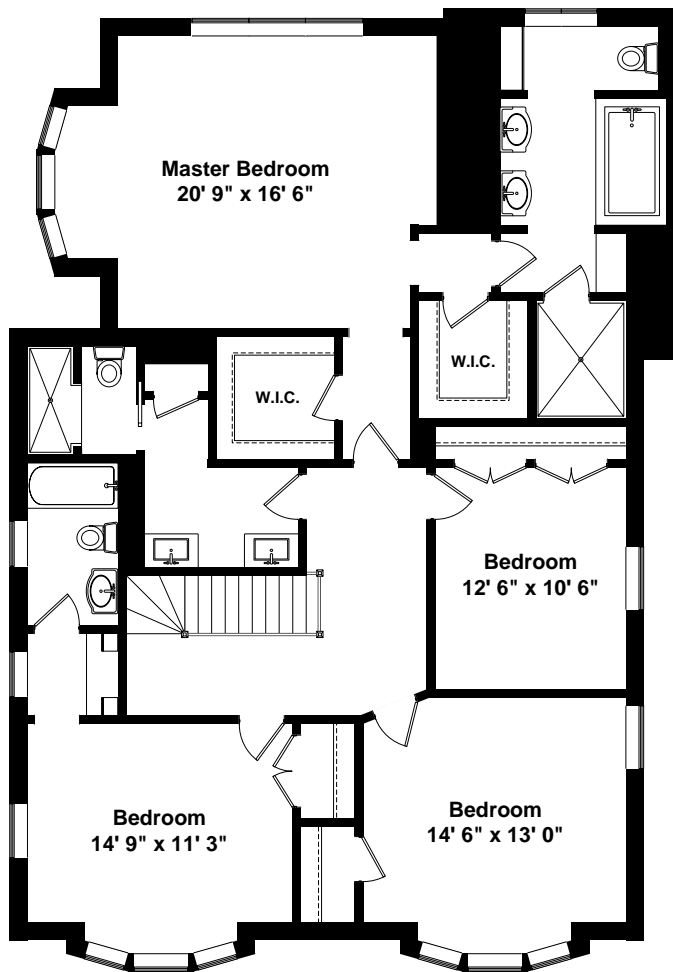 Master Bedroom
20' 9" x 16' 6"
W.I.C.
W.I.C.
Bedroom
12' 6" x 10' 6"
Bedroom
14' 9" x 11' 3"
Bedroom
14' 6" x 13' 0"